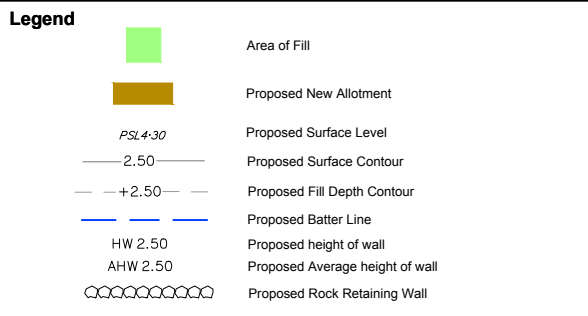 Legend
Area of Fill
Proposed New Allotment
PSL4·30 Proposed Surface Level
2.50 Proposed Surface Contour
+2.50 Proposed Fill Depth Contour
Proposed Batter Line
HW 2.50 Proposed height of wall
AHW 2.50 Proposed Average height of wall
Proposed Rock Retaining Wall